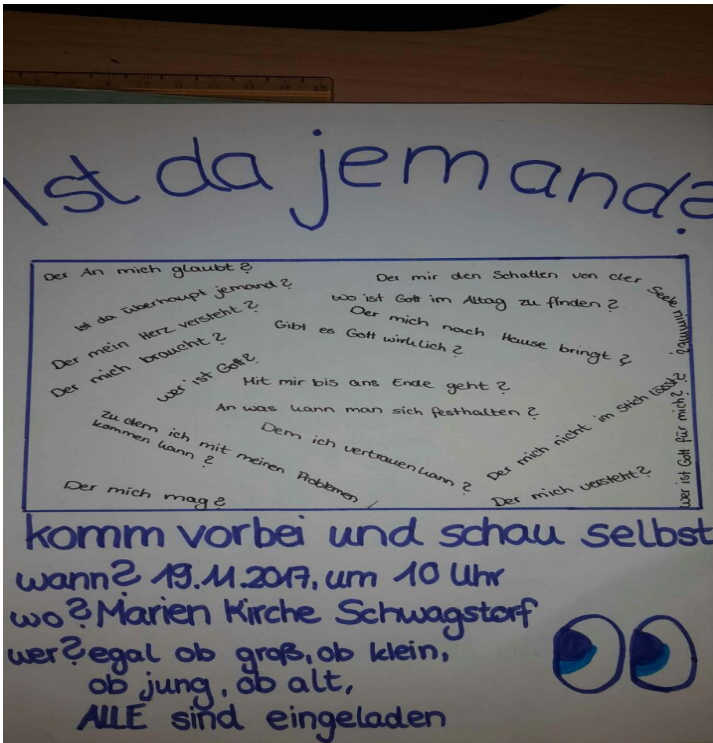 Ist da jemand?
Der An mich glaubt?
Ist da überhaupt jemand?
Der mein Herz versteht?
Der mich braucht?
wer ist Gott?
Gibt es Gott wirklich?
Der mir den Schatten von der Seele nimmt?
wo ist Gott im Alltag zu finden?
Der mich nach Hause bringt?
Mit mir bis ans Ende geht?
An was kann man sich festhalten?
Zu dem ich mit meinen Problemen
kommen kann?
Dem ich vertrauen kann?
Der mich nicht im Stich lässt?
wer ist Gott für mich?
Der mich mag?
Der mich versteht?
komm vorbei und schau selbst
wann? 19.11.2017, um 10 Uhr
wo? Marien Kirche Schwagstorf
wer? egal ob groß, ob klein,
ob jung, ob alt,
ALLE sind eingeladen